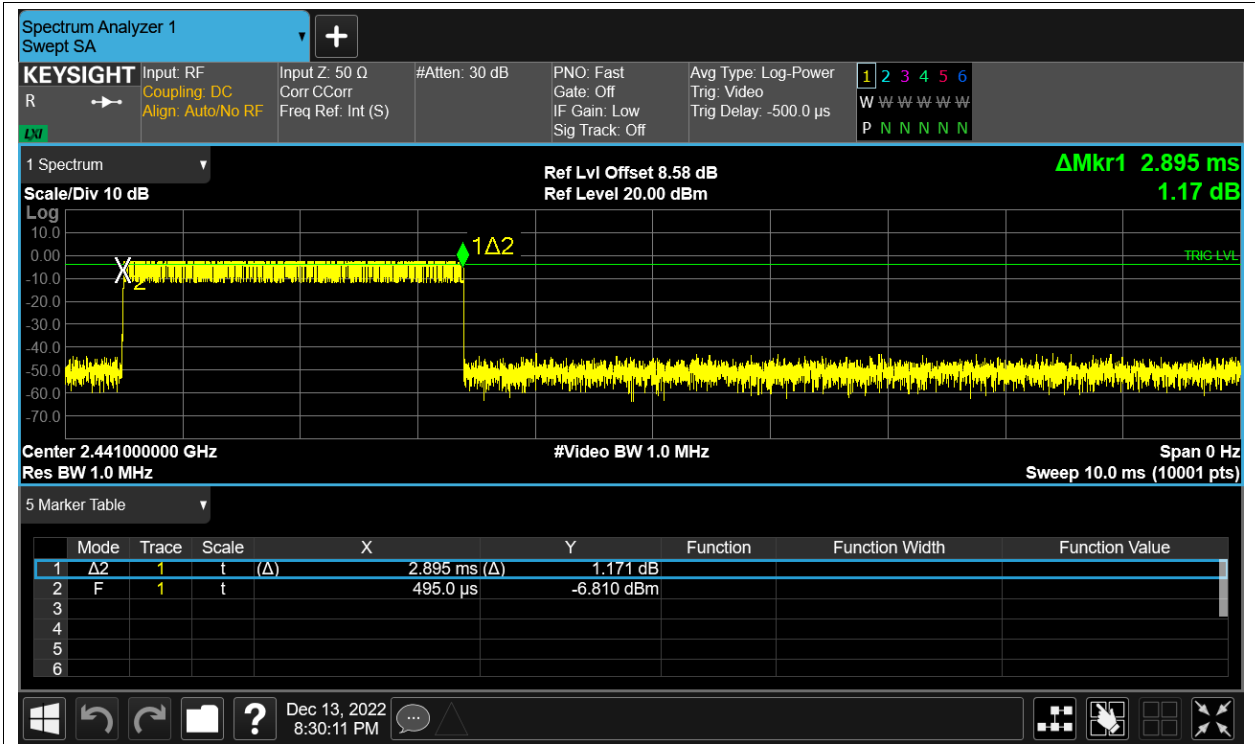 Spectrum Analyzer 1
Swept SA
+
KEYSIGHT
R
LXI
Input: RF
Coupling: DC
Align: Auto/No RF
Input Z: 50 Ω
Corr CCorr
Freq Ref: Int (S)
#Atten: 30 dB
PNO: Fast
Gate: Off
IF Gain: Low
Sig Track: Off
Avg Type: Log-Power
Trig: Video
Trig Delay: -500.0 µs
1 2 3 4 5 6
W W W W W W
P N N N N N
1 Spectrum
Scale/Div 10 dB
Ref Lvl Offset 8.58 dB
Ref Level 20.00 dBm
ΔMkr1 2.895 ms
1.17 dB
Log
10.0
0.00
-10.0
-20.0
-30.0
-40.0
-50.0
-60.0
-70.0
X
2
1Δ2
TRIG LVL
Center 2.441000000 GHz
#Video BW 1.0 MHz
Span 0 Hz
Res BW 1.0 MHz
Sweep 10.0 ms (10001 pts)
5 Marker Table
Mode Trace Scale X Y Function Function Width Function Value
1 Δ2 1 t (Δ) 2.895 ms (Δ) 1.171 dB
2 F 1 t 495.0 µs -6.810 dBm
3
4
5
6
?
Dec 13, 2022
8:30:11 PM